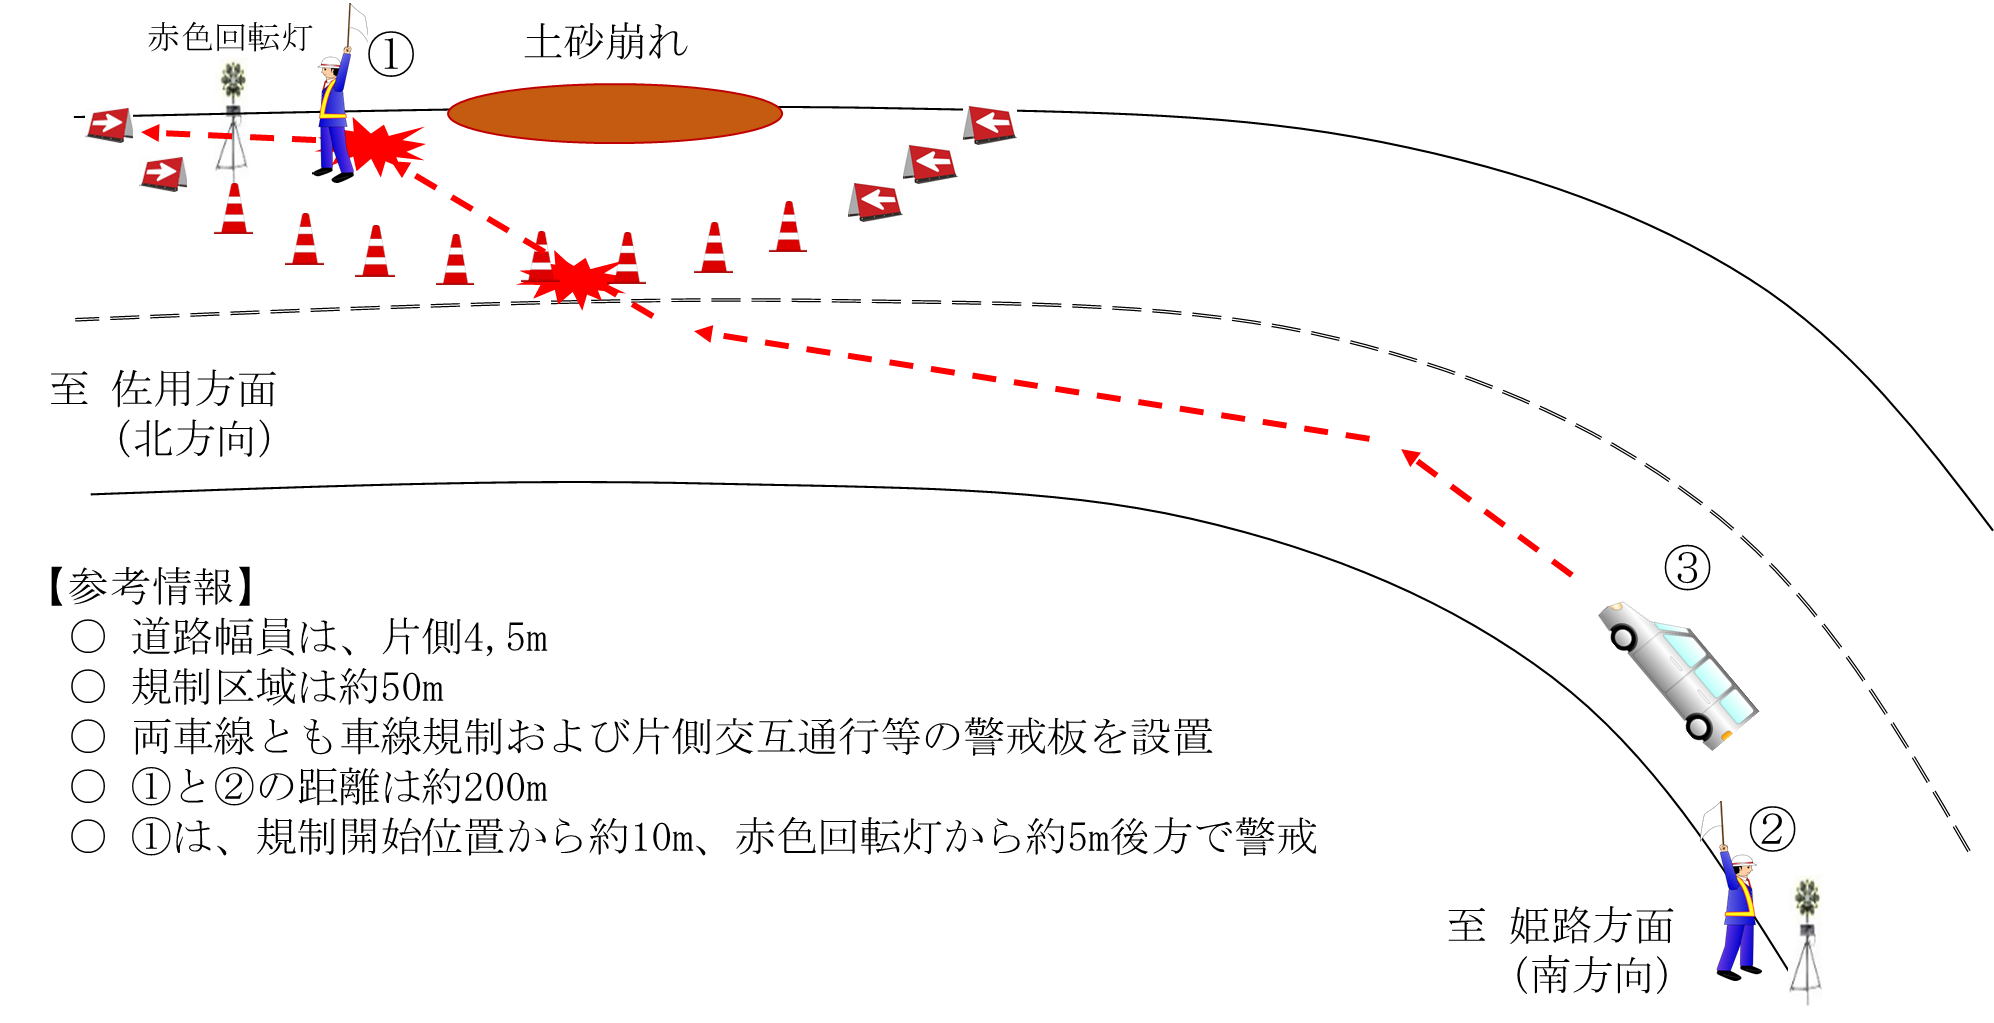 赤色回転灯
①
土砂崩れ
至 佐用方面
(北方向)
③
【参考情報】
○ 道路幅員は、片側4,5m
○ 規制区域は約50m
○ 両車線とも車線規制および片側交互通行等の警戒板を設置
○ ①と②の距離は約200m
○ ①は、規制開始位置から約10m、赤色回転灯から約5m後方で警戒
②
至 姫路方面
(南方向)